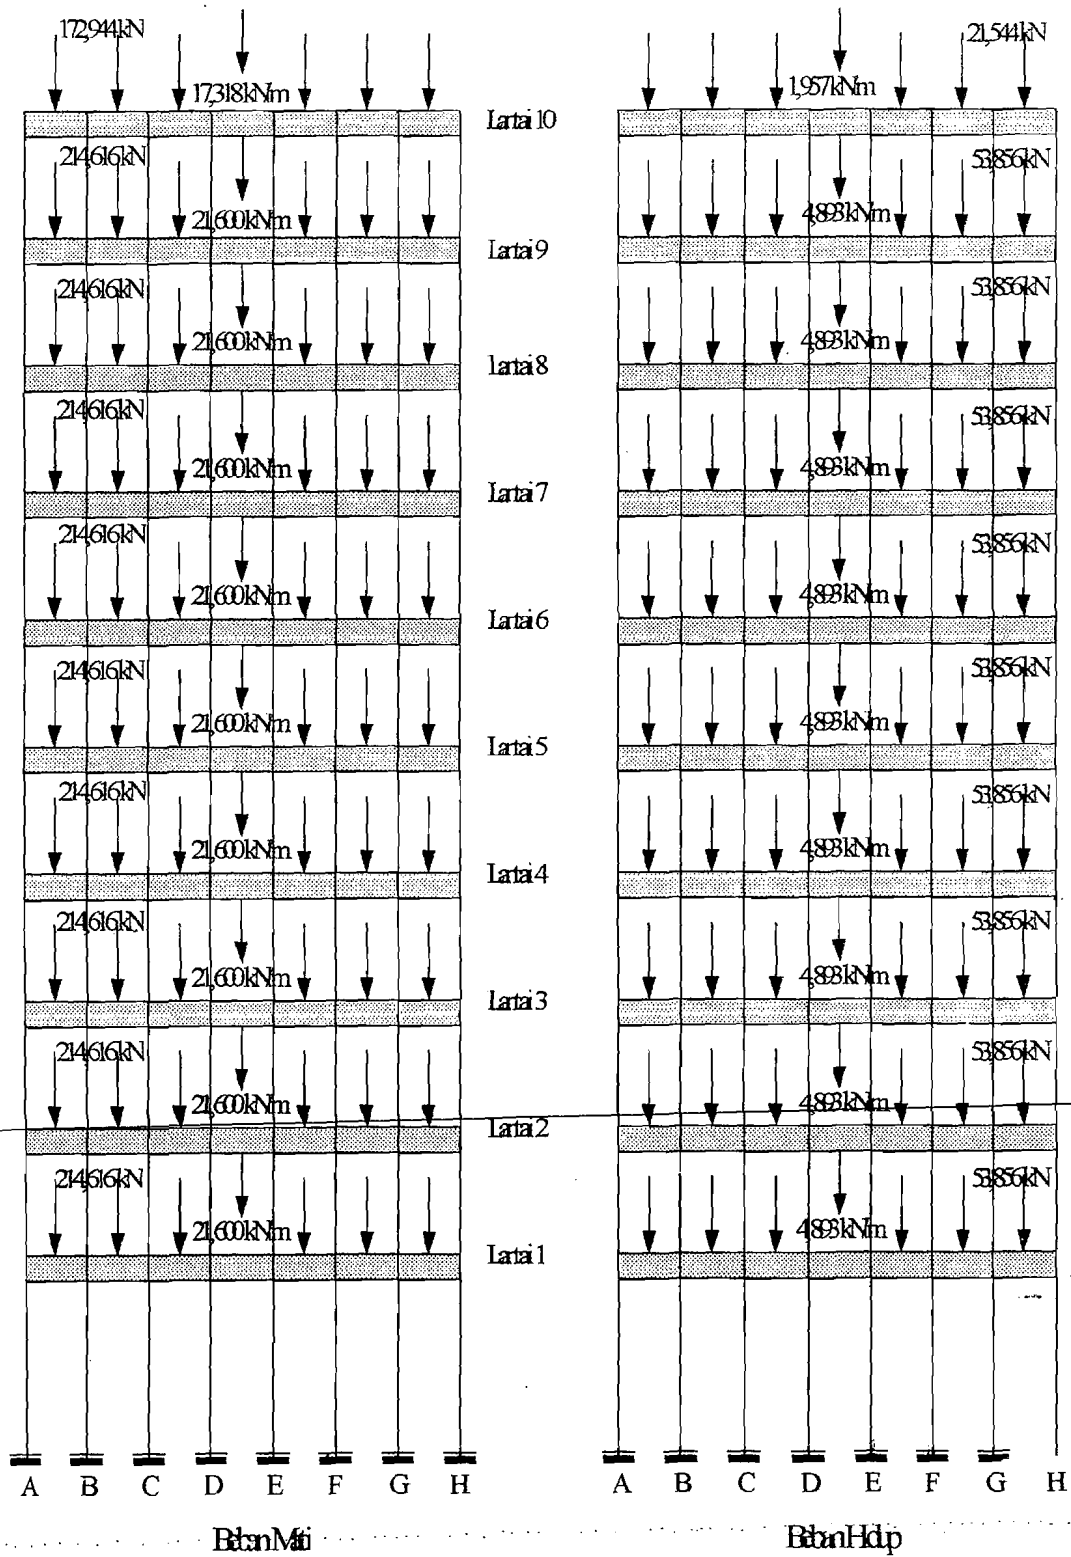 172,944kN
21,544kN
17,318kN/m
1,957kN/m
Lantai 10
214,616kN
53,856kN
21,600kN/m
4,893kN/m
Lantai 9
214,616kN
53,856kN
21,600kN/m
4,893kN/m
Lantai 8
214,616kN
53,856kN
21,600kN/m
4,893kN/m
Lantai 7
214,616kN
53,856kN
21,600kN/m
4,893kN/m
Lantai 6
214,616kN
53,856kN
21,600kN/m
4,893kN/m
Lantai 5
214,616kN
53,856kN
21,600kN/m
4,893kN/m
Lantai 4
214,616kN
53,856kN
21,600kN/m
4,893kN/m
Lantai 3
214,616kN
53,856kN
21,600kN/m
4,893kN/m
Lantai 2
214,616kN
53,856kN
21,600kN/m
4,893kN/m
Lantai 1
A B C D E F G H
A B C D E F G H
Beban Mati
Beban Hidup